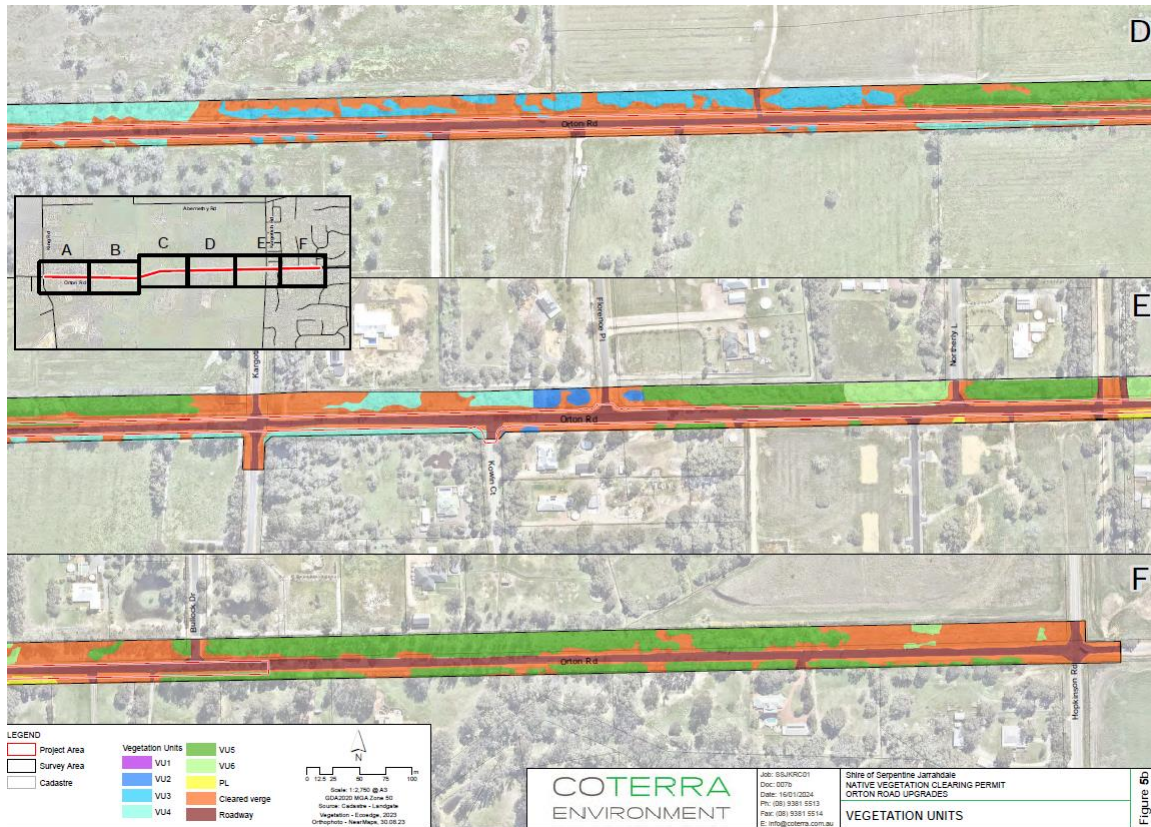 D
Orton Rd
Abernethy Rd
King Rd
A
B
C
D
E
F
Orton Rd
E
Florence Pl
Northerly L
Orton Rd
Kowin Ct
F
Bullock Dr
Orton Rd
Hopkinson Rd
LEGEND
Project Area
Survey Area
Cadastre
Vegetation Units
VU1
VU2
VU3
VU4
VU5
VU6
PL
Cleared verge
Roadway
N
0 12.5 25 50 75 100
m
Scale: 1:2,750 @ A3
GDA2020 MGA Zone 50
Source: Cadastre - Landgate
Vegetation - Ecoedge, 2023
Orthophoto - NearMaps, 30.08.23
COTERRA
ENVIRONMENT
Job: SSJKRC01
Doc: 007b
Date: 16/01/2024
Ph: (08) 9381 5513
Fax: (08) 9381 5514
E: info@coterra.com.au
Shire of Serpentine Jarrahdale
NATIVE VEGETATION CLEARING PERMIT
ORTON ROAD UPGRADES
VEGETATION UNITS
Figure 5b